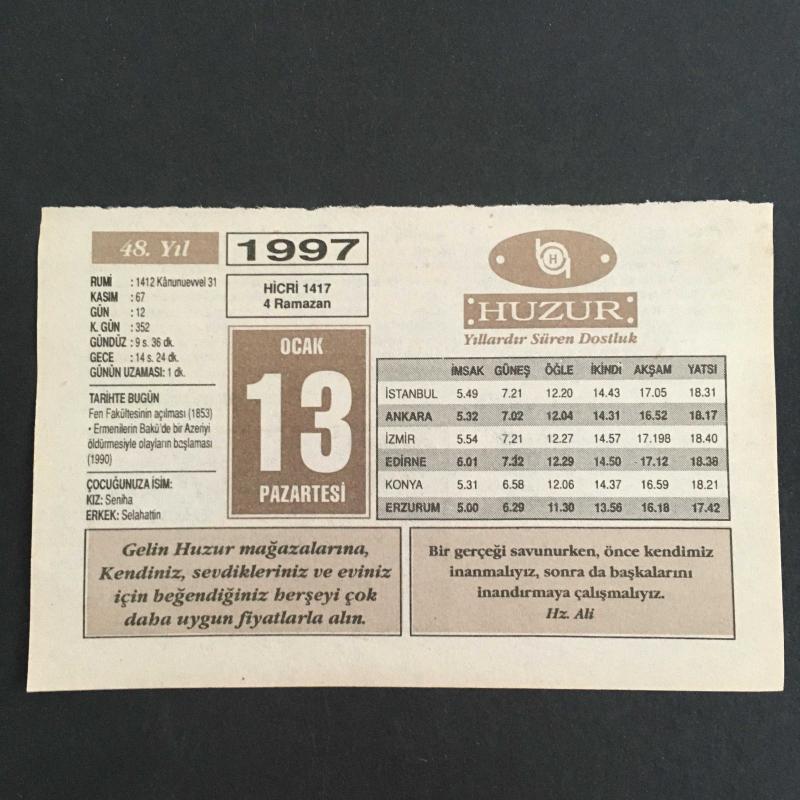 48. Yıl
1997
RUMİ : 1412 Kânunuevvel 31
KASIM : 67
GÜN : 12
K. GÜN : 352
GÜNDÜZ : 9 s. 36 dk.
GECE : 14 s. 24 dk.
GÜNÜN UZAMASI: 1 dk.
TARİHTE BUGÜN
Fen Fakültesinin açılması (1853)
• Ermenilerin Bakü'de bir Azeriyi
öldürmesiyle olayların başlaması
(1990)
ÇOCUĞUNUZA İSİM:
KIZ: Seniha
ERKEK: Selahattin
HİCRİ 1417
4 Ramazan
OCAK
13
PAZARTESİ
H
HUZUR
Yıllardır Süren Dostluk
İMSAK GÜNEŞ ÖĞLE İKİNDİ AKŞAM YATSI
İSTANBUL 5.49 7.21 12.20 14.43 17.05 18.31
ANKARA 5.32 7.02 12.04 14.31 16.52 18.17
İZMİR 5.54 7.21 12.27 14.57 17.198 18.40
EDİRNE 6.01 7.32 12.29 14.50 17.12 18.38
KONYA 5.31 6.58 12.06 14.37 16.59 18.21
ERZURUM 5.00 6.29 11.30 13.56 16.18 17.42
Gelin Huzur mağazalarına,
Kendiniz, sevdikleriniz ve eviniz
için beğendiğiniz herşeyi çok
daha uygun fiyatlarla alın.
Bir gerçeği savunurken, önce kendimiz
inanmalıyız, sonra da başkalarını
inandırmaya çalışmalıyız.
Hz. Ali